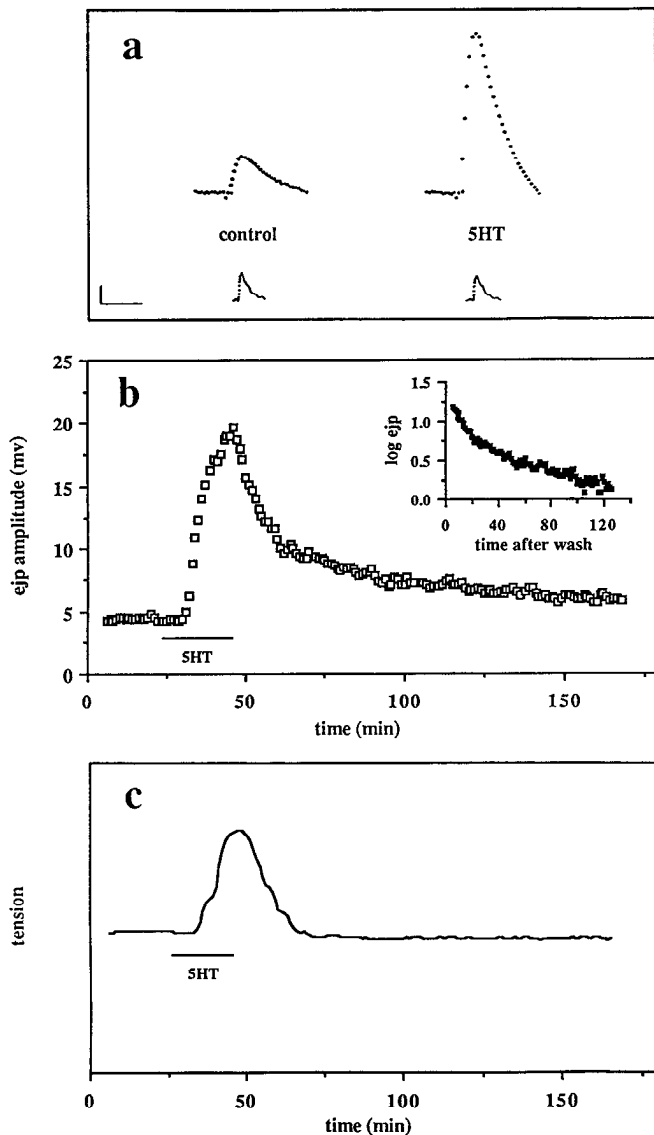 a
control 5HT
b
25
20
15
10
5
0
ejp amplitude (mv)
5HT
0 50 100 150
time (min)
1.5
1.0
0.5
0.0
log ejp
0 40 80 120
time after wash
c
tension
5HT
0 50 100 150
time (min)